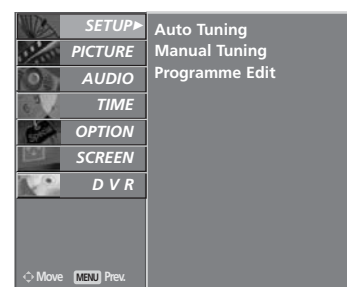 SETUP▶
PICTURE
AUDIO
TIME
OPTION
SCREEN
D V R
Auto Tuning
Manual Tuning
Programme Edit
Move MENU Prev.